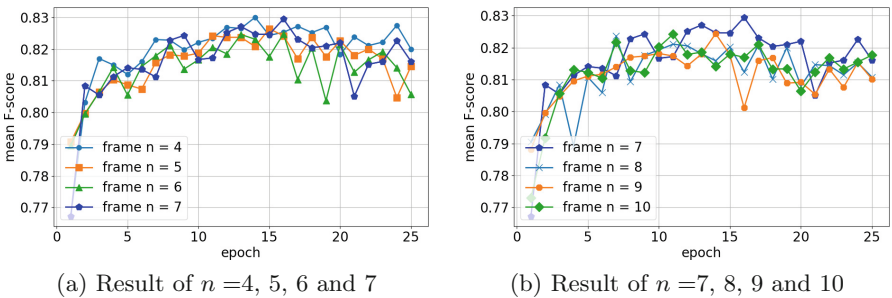 0.83
0.82
0.81
0.80
0.79
0.78
0.77
mean F-score
frame n = 4
frame n = 5
frame n = 6
frame n = 7
0 5 10 15 20 25
epoch
(a) Result of n =4, 5, 6 and 7
0.83
0.82
0.81
0.80
0.79
0.78
0.77
mean F-score
frame n = 7
frame n = 8
frame n = 9
frame n = 10
0 5 10 15 20 25
epoch
(b) Result of n =7, 8, 9 and 10